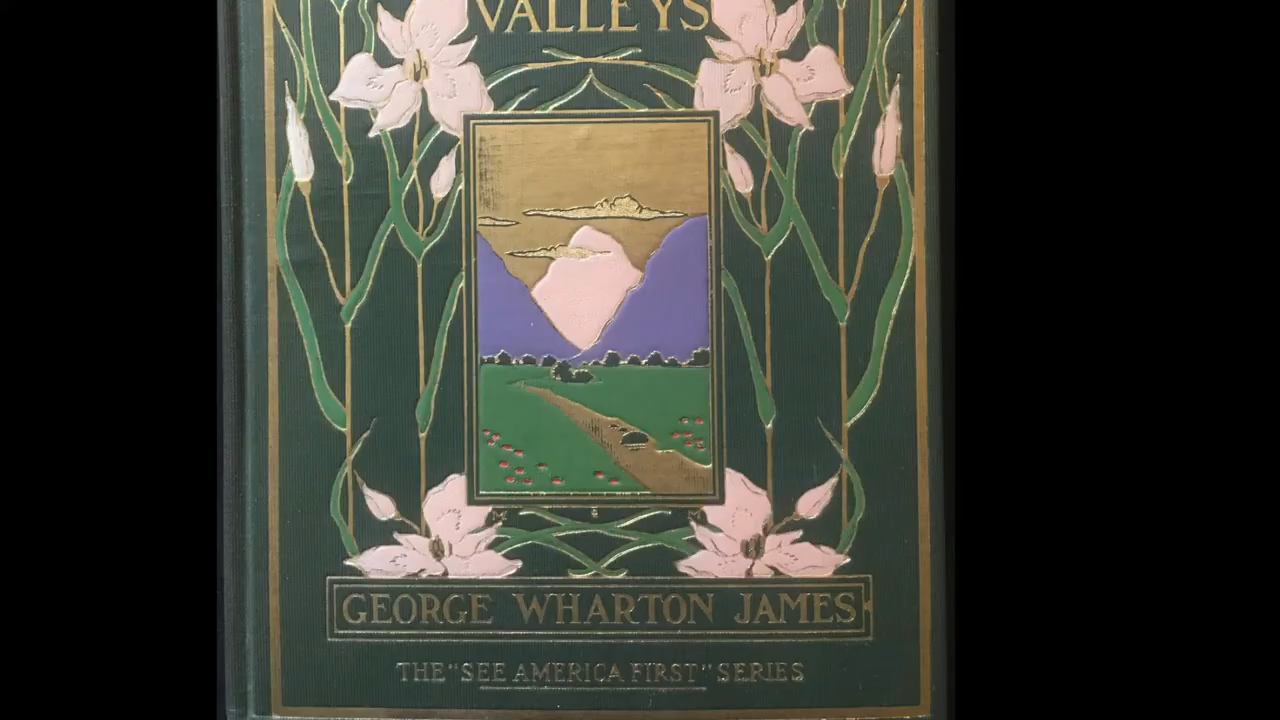 VALLEYS
M S M
GEORGE WHARTON JAMES
THE "SEE AMERICA FIRST" SERIES